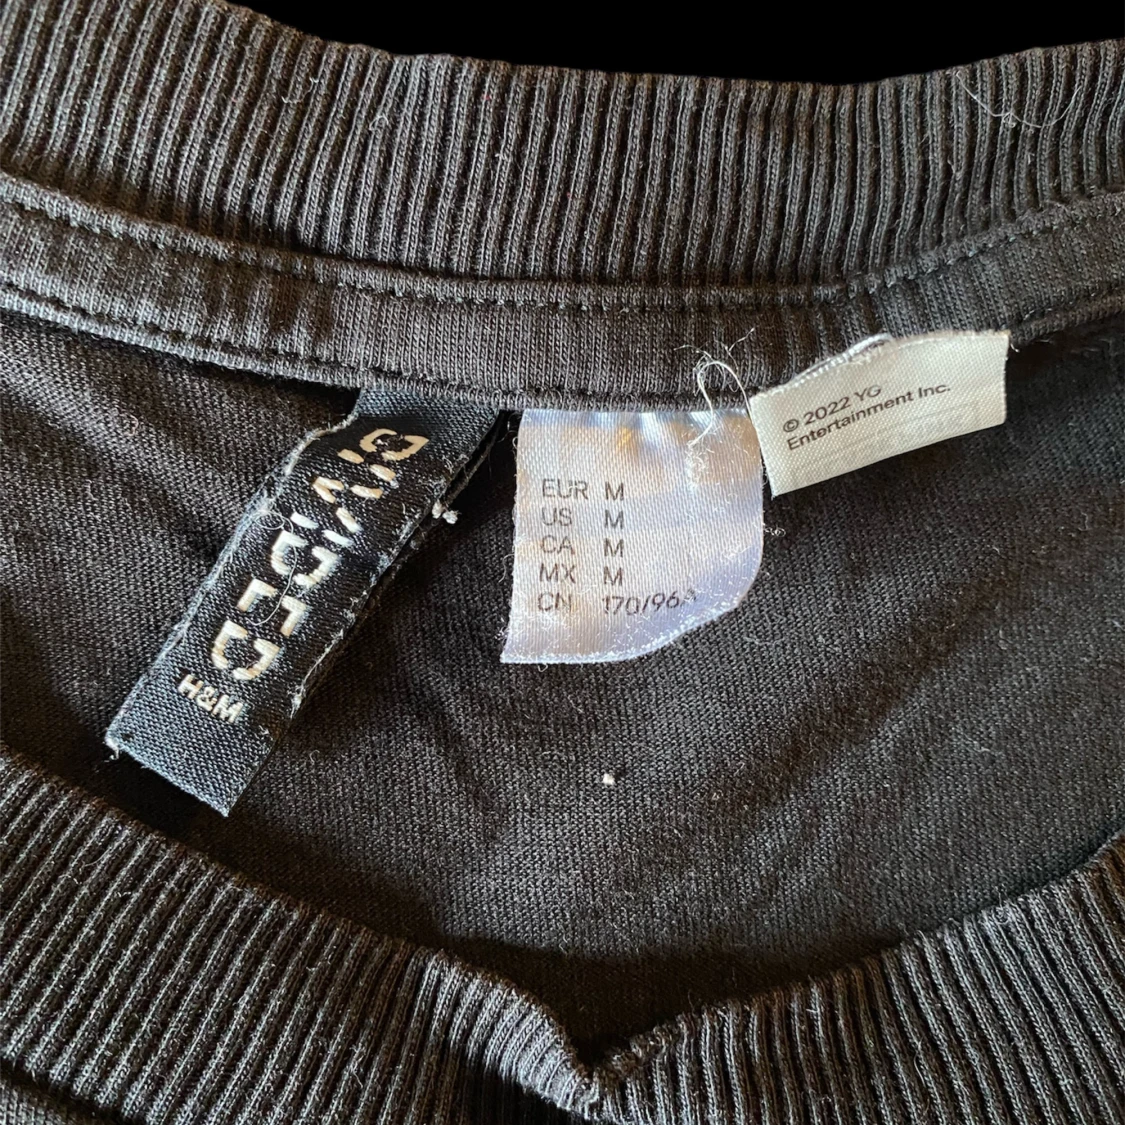 DIVIDED
H&M
EUR M
US M
CA M
MX M
CN 170/96A
© 2022 YG
Entertainment Inc.